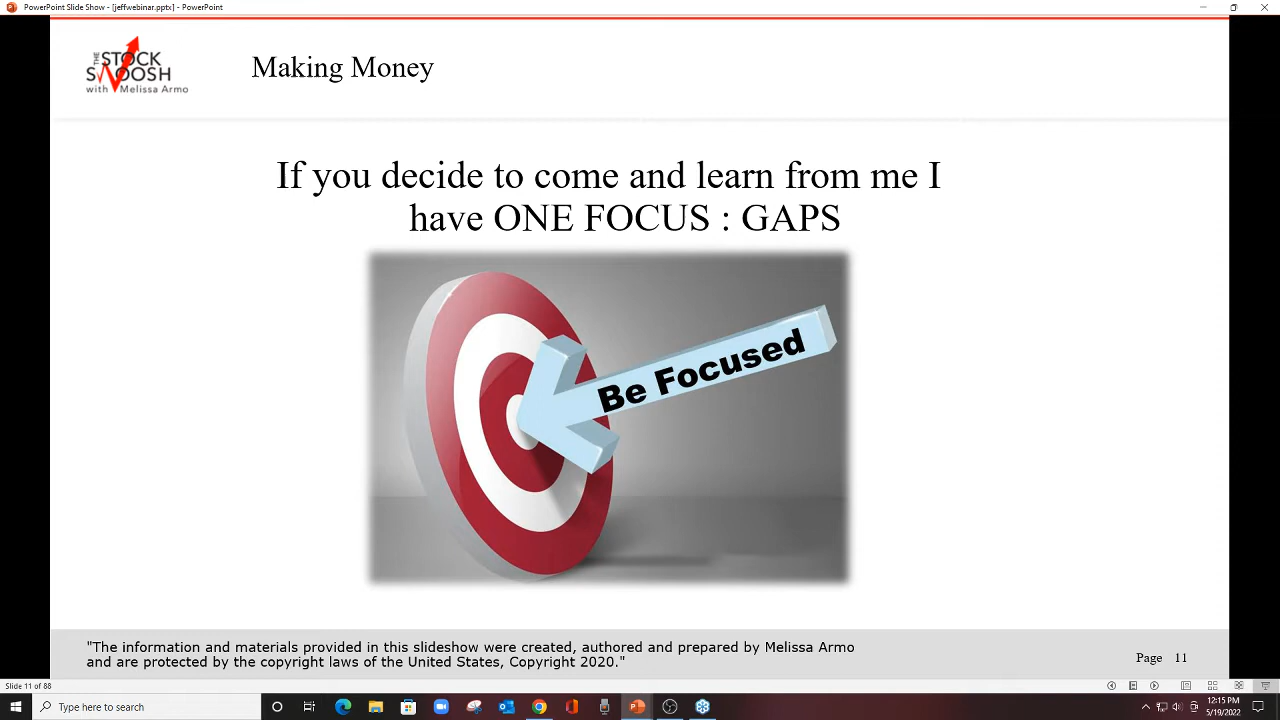 PowerPoint Slide Show - [jeffwebinar.pptx] - PowerPoint
THE
STOCK
SWOOSH
with Melissa Armo
Making Money
If you decide to come and learn from me I
have ONE FOCUS : GAPS
Be Focused
"The information and materials provided in this slideshow were created, authored and prepared by Melissa Armo
and are protected by the copyright laws of the United States, Copyright 2020."
Page 11
Slide 11 of 88
Type here to search
12:15 PM
5/19/2022